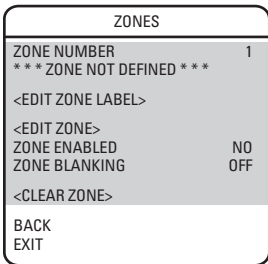 ZONES
ZONE NUMBER 1
* * * ZONE NOT DEFINED * * *
<EDIT ZONE LABEL>
<EDIT ZONE>
ZONE ENABLED NO
ZONE BLANKING OFF
<CLEAR ZONE>
BACK
EXIT